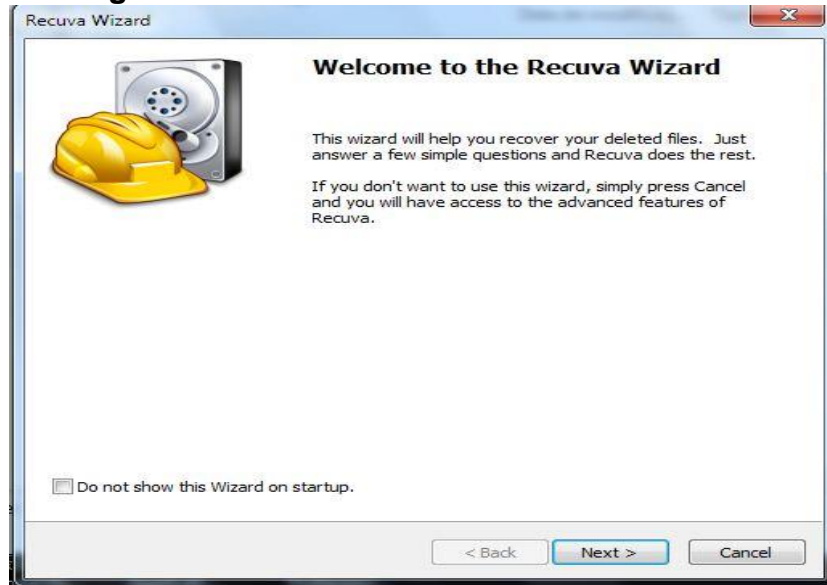 Recuva Wizard
Welcome to the Recuva Wizard
This wizard will help you recover your deleted files. Just
answer a few simple questions and Recuva does the rest.
If you don't want to use this wizard, simply press Cancel
and you will have access to the advanced features of
Recuva.
Do not show this Wizard on startup.
< Back Next > Cancel